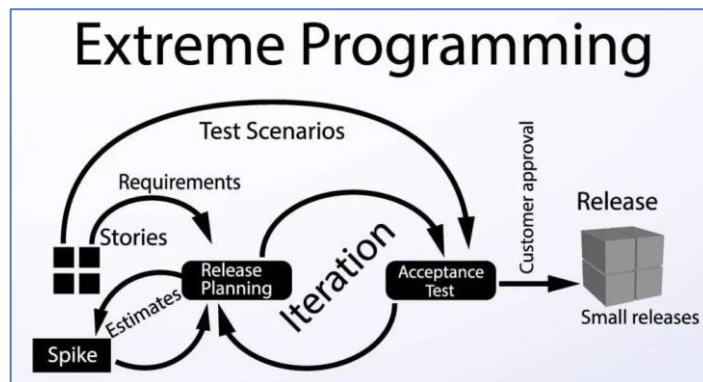 Extreme Programming
Test Scenarios
Requirements
Stories
Release
Planning
Estimates
Spike
Iteration
Acceptance
Test
Customer approval
Release
Small releases